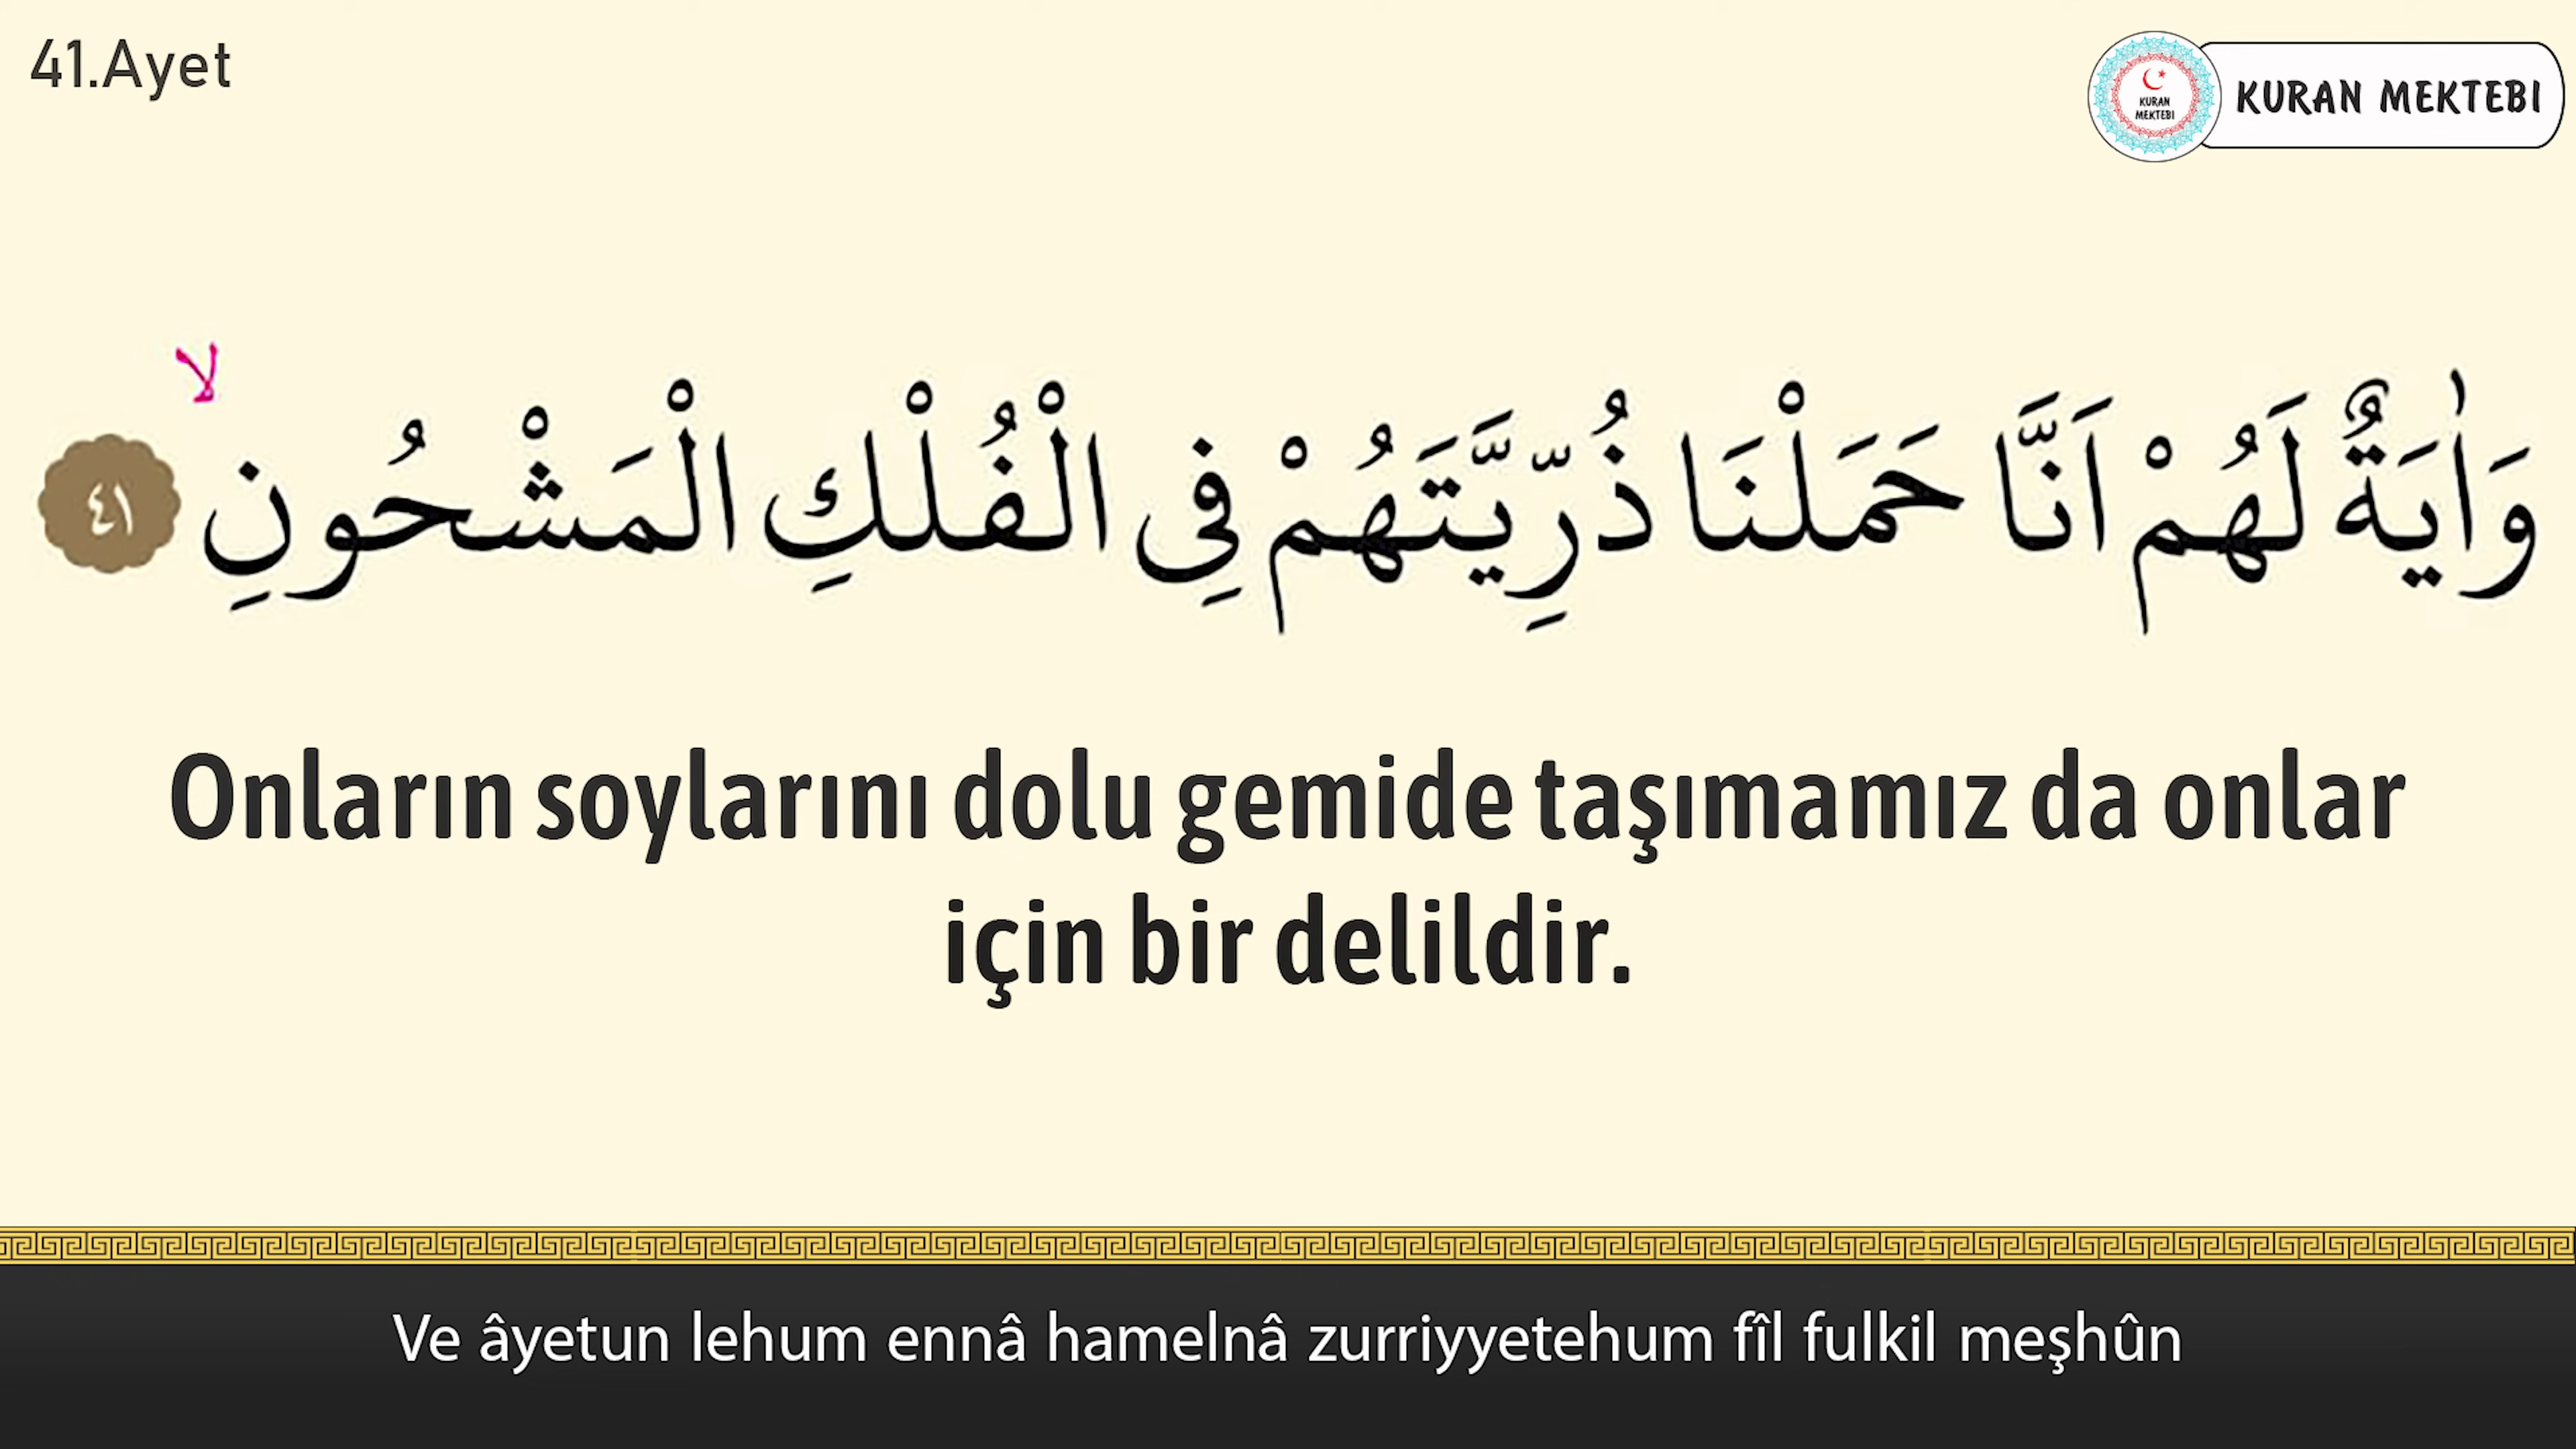 41.Ayet
KURAN
MEKTEBI
KURAN MEKTEBI
لا
وَاٰيَةٌ لَهُمْ اَنَّا حَمَلْنَا ذُرِّيَّتَهُمْ فِى الْفُلْكِ الْمَشْحُونِ ٤١
Onların soylarını dolu gemide taşımamız da onlar
için bir delildir.
Ve âyetun lehum ennâ hamelnâ zurriyyetehum fîl fulkil meşhûn